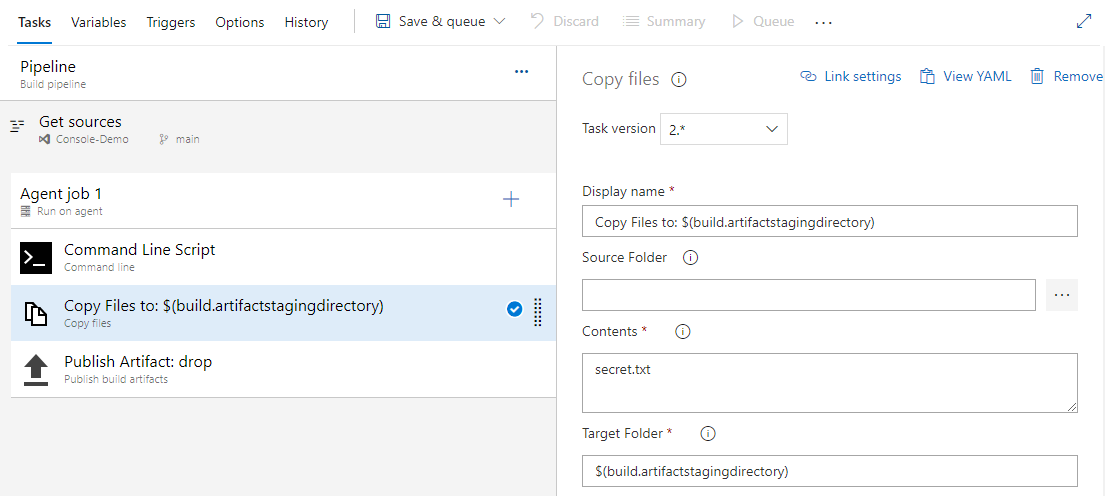 Tasks Variables Triggers Options History Save & queue Discard Summary Queue ...
Pipeline
Build pipeline
Get sources
Console-Demo main
Agent job 1
Run on agent
Command Line Script
Command line
Copy Files to: $(build.artifactstagingdirectory)
Copy files
Publish Artifact: drop
Publish build artifacts
Copy files Link settings View YAML Remove
Task version 2.*
Display name *
Copy Files to: $(build.artifactstagingdirectory)
Source Folder
...
Contents *
secret.txt
Target Folder *
$(build.artifactstagingdirectory)